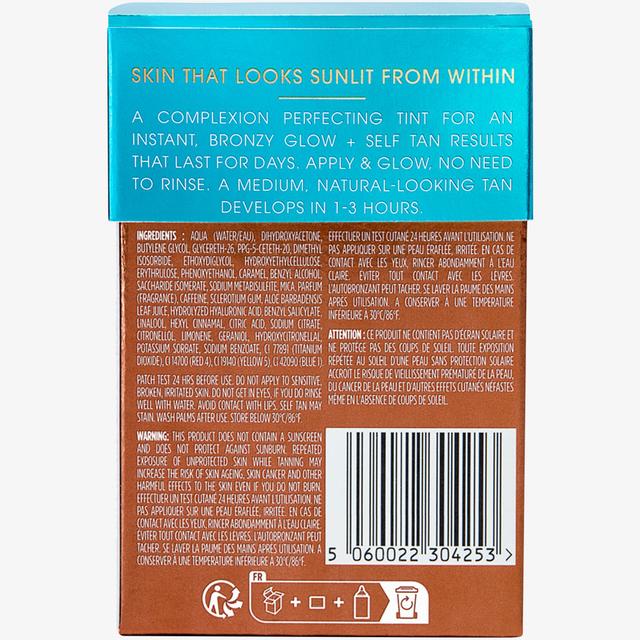 SKIN THAT LOOKS SUNLIT FROM WITHIN
A COMPLEXION PERFECTING TINT FOR AN
INSTANT, BRONZY GLOW + SELF TAN RESULTS
THAT LAST FOR DAYS. APPLY & GLOW, NO NEED
TO RINSE. A MEDIUM, NATURAL-LOOKING TAN
DEVELOPS IN 1-3 HOURS.
INGREDIENTS : AQUA (WATER/EAU), DIHYDROXYACETONE,
BUTYLENE GLYCOL, GLYCERETH-26, PPG-5-CETETH-20, DIMETHYL
ISOSORBIDE, ETHOXYDIGLYCOL, HYDROXYETHYLCELLULOSE,
ERYTHRULOSE, PHENOXYETHANOL, CARAMEL, BENZYL ALCOHOL,
SACCHARIDE ISOMERATE, SODIUM METABISULFITE, MICA, PARFUM
(FRAGRANCE), CAFFEINE, SCLEROTIUM GUM, ALOE BARBADENSIS
LEAF JUICE, HYDROLYZED HYALURONIC ACID, BENZYL SALICYLATE,
LINALOOL, HEXYL CINNAMAL, CITRIC ACID, SODIUM CITRATE,
CITRONELLOL, LIMONENE, GERANIOL, HYDROXYCITRONELLAL,
POTASSIUM SORBATE, SODIUM BENZOATE, CI 77891 (TITANIUM
DIOXIDE), CI 14700 (RED 4), CI 19140 (YELLOW 5), CI 42090 (BLUE 1).
PATCH TEST 24 HRS BEFORE USE. DO NOT APPLY TO SENSITIVE,
BROKEN, IRRITATED SKIN. DO NOT GET IN EYES, IF YOU DO RINSE
WELL WITH WATER. AVOID CONTACT WITH LIPS. SELF TAN MAY
STAIN, WASH PALMS AFTER USE. STORE BELOW 30°C/86°F.
WARNING: THIS PRODUCT DOES NOT CONTAIN A SUNSCREEN
AND DOES NOT PROTECT AGAINST SUNBURN. REPEATED
EXPOSURE OF UNPROTECTED SKIN WHILE TANNING MAY
INCREASE THE RISK OF SKIN AGEING, SKIN CANCER AND OTHER
HARMFUL EFFECTS TO THE SKIN EVEN IF YOU DO NOT BURN.
EFFECTUER UN TEST CUTANÉ 24 HEURES AVANT L'UTILISATION. NE
PAS APPLIQUER SUR UNE PEAU ÉRAFLÉE, IRRITÉE. EN CAS DE
CONTACT AVEC LES YEUX, RINCER ABONDAMMENT À L'EAU CLAIRE.
ÉVITER TOUT CONTACT AVEC LES LÈVRES. L'AUTOBRONZANT PEUT
TACHER. SE LAVER LA PAUME DES MAINS APRÈS UTILISATION. A
CONSERVER À UNE TEMPÉRATURE INFÉRIEURE À 30°C/86°F.
EFFECTUER UN TEST CUTANÉ 24 HEURES AVANT L'UTILISATION. NE
PAS APPLIQUER SUR UNE PEAU ÉRAFLÉE, IRRITÉE. EN CAS DE
CONTACT AVEC LES YEUX, RINCER ABONDAMMENT À L'EAU
CLAIRE. ÉVITER TOUT CONTACT AVEC LES LÈVRES.
L'AUTOBRONZANT PEUT TACHER. SE LAVER LA PAUME DES MAINS
APRÈS UTILISATION. A CONSERVER À UNE TEMPÉRATURE
INFÉRIEURE À 30°C/86°F.
ATTENTION : CE PRODUIT NE CONTIENT PAS D'ÉCRAN SOLAIRE ET
NE PROTÈGE PAS DES COUPS DE SOLEIL. TOUTE EXPOSITION
RÉPÉTÉE AU SOLEIL D'UNE PEAU SANS PROTECTION SOLAIRE
ACCROÎT LE RISQUE DE VIEILLISSEMENT PRÉMATURÉ DE LA PEAU,
DU CANCER DE LA PEAU ET D'AUTRES EFFETS CUTANÉS NÉFASTES
MÊME EN L'ABSENCE DE COUPS DE SOLEIL.
5 060022 304253 >
FR